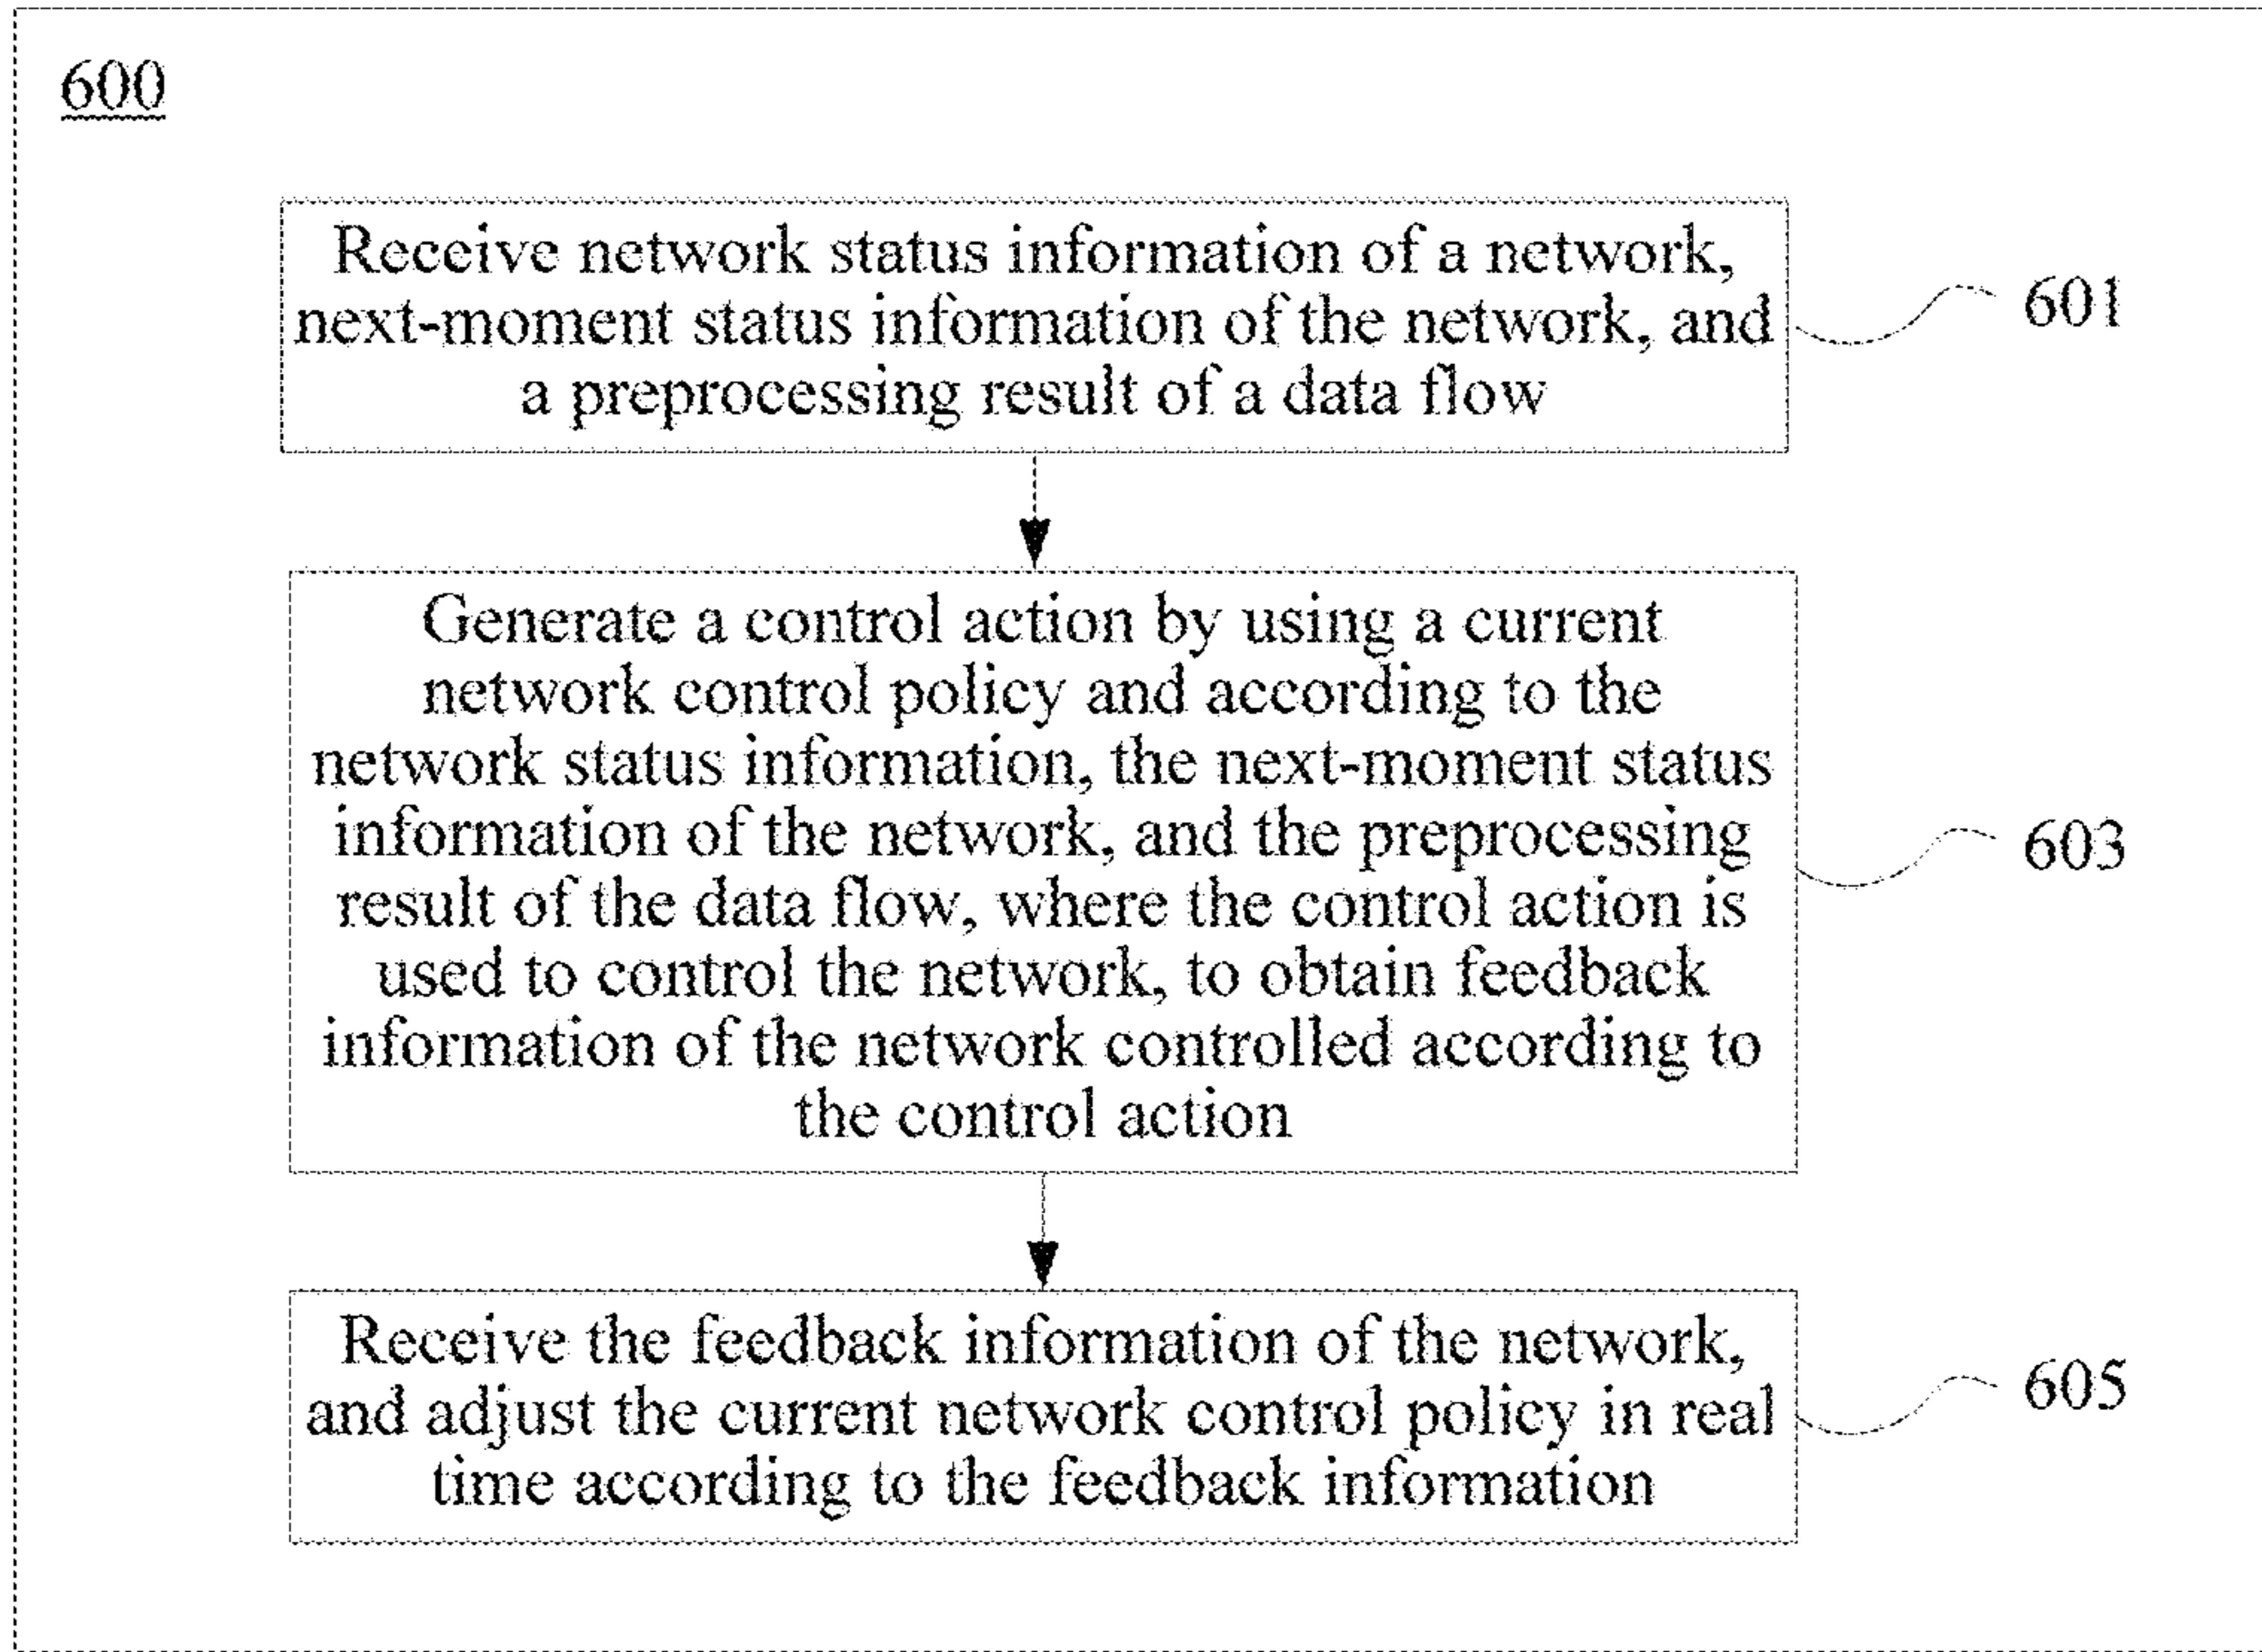 600
Receive network status information of a network,
next-moment status information of the network, and
a preprocessing result of a data flow
601
Generate a control action by using a current
network control policy and according to the
network status information, the next-moment status
information of the network, and the preprocessing
result of the data flow, where the control action is
used to control the network, to obtain feedback
information of the network controlled according to
the control action
603
Receive the feedback information of the network,
and adjust the current network control policy in real
time according to the feedback information
605